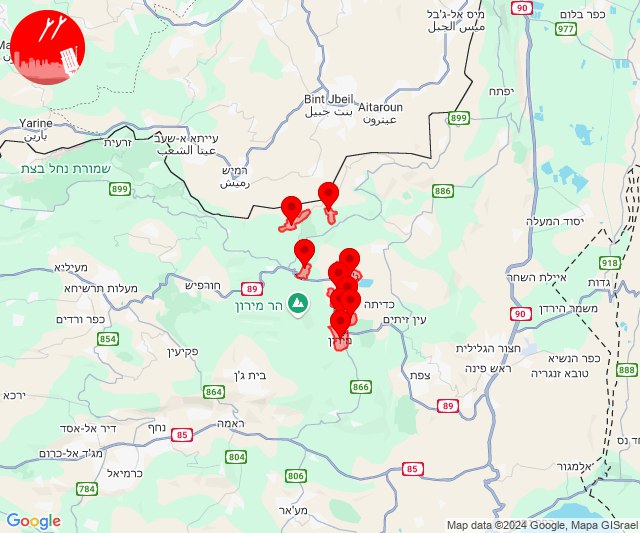 מיס אל-ג'בל
ميس الجبل
90
כפר בלום
977
יפתח
Bint Jbeil
بنت جبيل
Aitaroun
عيترون
899
Yarine
يارين
זרעית
עייתא א-שעב
عيتا الشعب
שמורת נחל בצת
רמיש
رميش
899
886
יסוד המעלה
918
גדות
איילת השחר
מעיליא
מעלות תרשיחא
חורפיש
89
הר מירון
כדיתה
עין זיתים
90
משמר הירדן
כפר ורדים
854
פקיעין
מירון
חצור הגלילית
כפר הנשיא
טובא זנגריה
ראש פינה
888
בית ג'ן
צפת
866
864
89
ירכא
דיר אל-אסד
נחף
ראמה
85
מג'ד אל-כרום
כרמיאל
804
806
85
אלמגור
784
מע'אר
Google
Map data ©2024 Google, Mapa GISrael